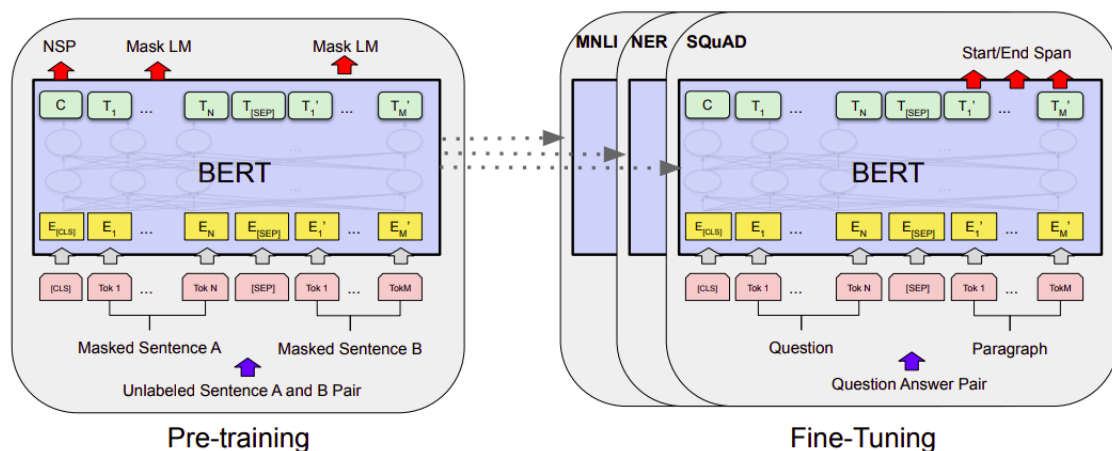 NSP Mask LM Mask LM
C T1 ... TN T[SEP] T1' ... TM'
BERT
E[CLS] E1 ... EN E[SEP] E1' ... EM'
[CLS] Tok 1 ... Tok N [SEP] Tok 1 ... TokM
Masked Sentence A Masked Sentence B
Unlabeled Sentence A and B Pair
Pre-training
MNLI NER SQuAD
Start/End Span
C T1 ... TN T[SEP] T1' ... TM'
BERT
E[CLS] E1 ... EN E[SEP] E1' ... EM'
[CLS] Tok 1 ... Tok N [SEP] Tok 1 ... TokM
Question Paragraph
Question Answer Pair
Fine-Tuning